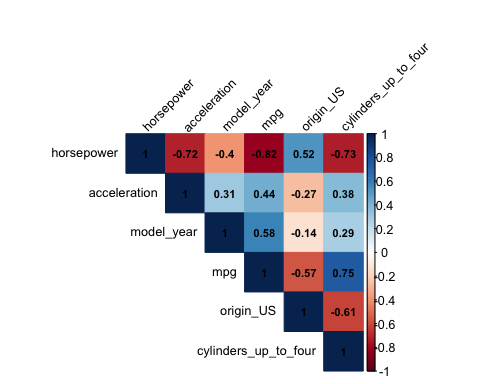 horsepower
acceleration
model_year
mpg
origin_US
cylinders_up_to_four
horsepower 1 -0.72 -0.4 -0.82 0.52 -0.73
acceleration 1 0.31 0.44 -0.27 0.38
model_year 1 0.58 -0.14 0.29
mpg 1 -0.57 0.75
origin_US 1 -0.61
cylinders_up_to_four 1
1
0.8
0.6
0.4
0.2
0
-0.2
-0.4
-0.6
-0.8
-1